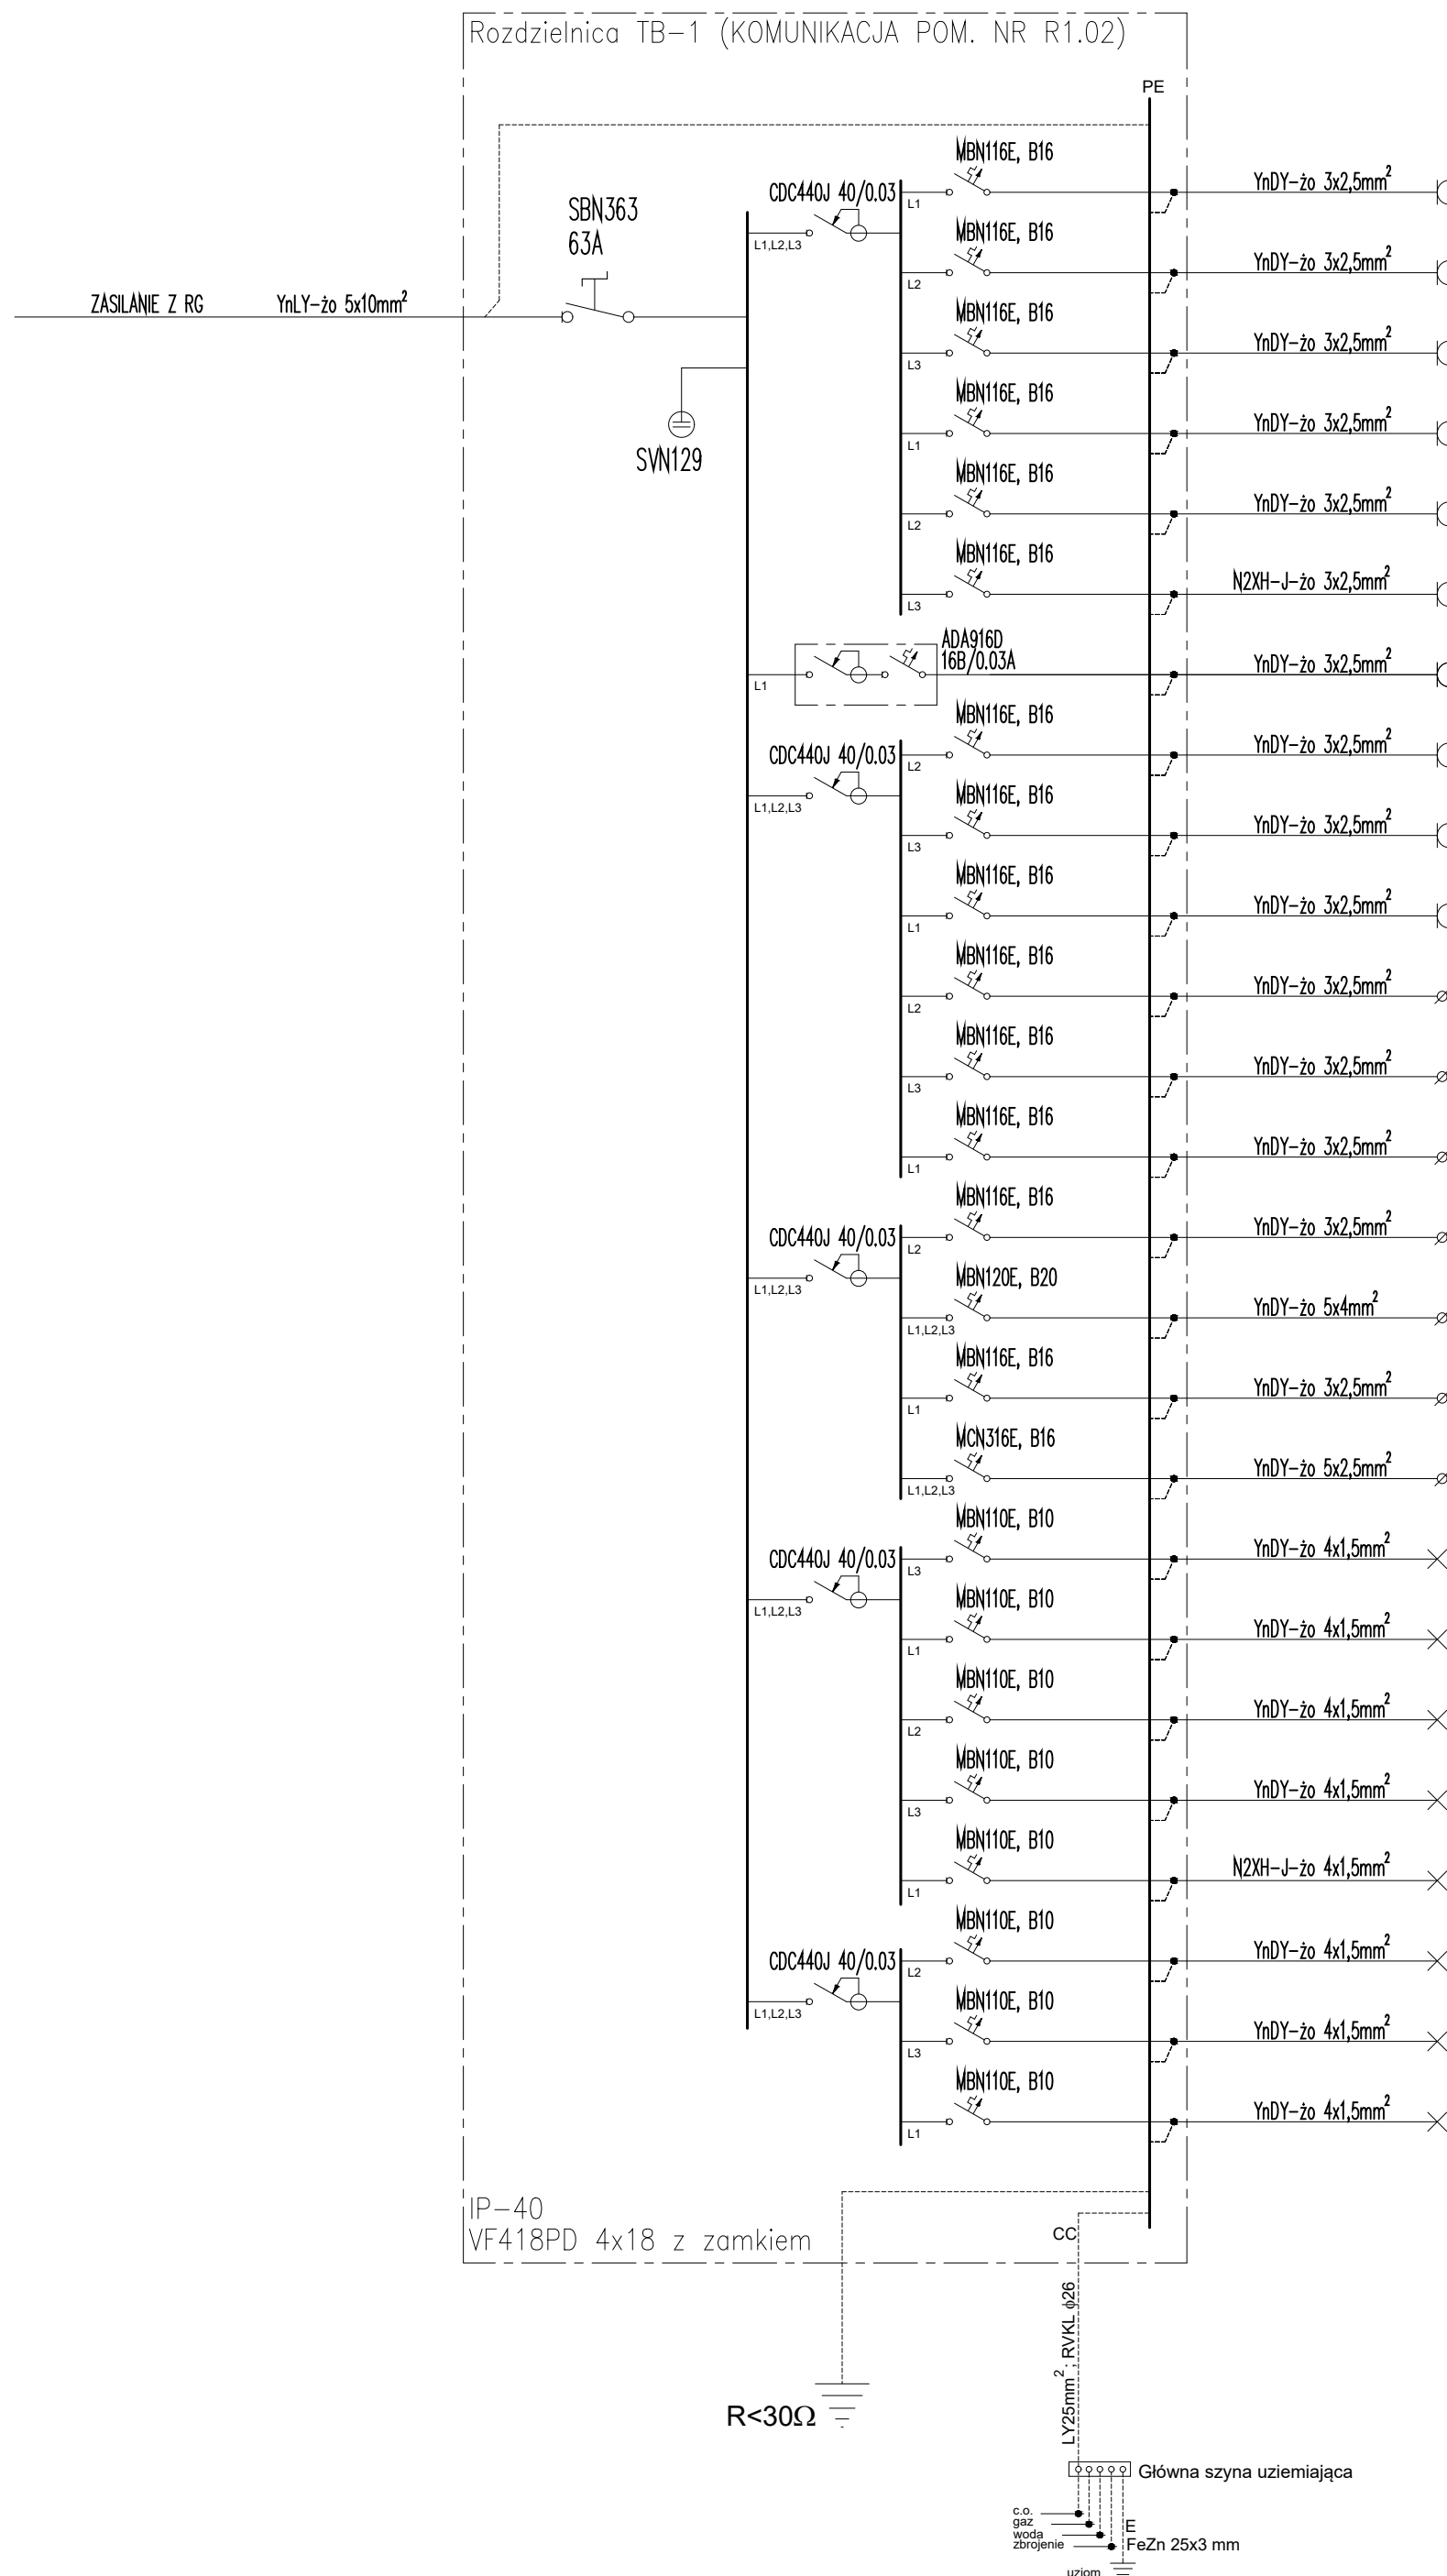 Rozdzielnica TB-1 (KOMUNIKACJA POM. NR R1.02)
PE
MBN116E, B16
YnDY-żo 3x2,5mm²
CDC440J 40/0.03
L1
SBN363
63A
L1,L2,L3
MBN116E, B16
YnDY-żo 3x2,5mm²
L2
ZASILANIE Z RG
YnLY-żo 5x10mm²
MBN116E, B16
YnDY-żo 3x2,5mm²
L3
MBN116E, B16
YnDY-żo 3x2,5mm²
L1
SVN129
MBN116E, B16
YnDY-żo 3x2,5mm²
L2
MBN116E, B16
N2XH-J-żo 3x2,5mm²
L3
ADA916D
16B/0.03A
YnDY-żo 3x2,5mm²
L1
MBN116E, B16
YnDY-żo 3x2,5mm²
CDC440J 40/0.03
L2
L1,L2,L3
MBN116E, B16
YnDY-żo 3x2,5mm²
L3
MBN116E, B16
YnDY-żo 3x2,5mm²
L1
MBN116E, B16
YnDY-żo 3x2,5mm²
L2
MBN116E, B16
YnDY-żo 3x2,5mm²
L3
MBN116E, B16
YnDY-żo 3x2,5mm²
L1
MBN116E, B16
YnDY-żo 3x2,5mm²
CDC440J 40/0.03
L2
L1,L2,L3
MBN120E, B20
YnDY-żo 5x4mm²
L1,L2,L3
MBN116E, B16
YnDY-żo 3x2,5mm²
L1
MCN316E, B16
YnDY-żo 5x2,5mm²
L1,L2,L3
MBN110E, B10
YnDY-żo 4x1,5mm²
CDC440J 40/0.03
L3
L1,L2,L3
MBN110E, B10
YnDY-żo 4x1,5mm²
L1
MBN110E, B10
YnDY-żo 4x1,5mm²
L2
MBN110E, B10
YnDY-żo 4x1,5mm²
L3
MBN110E, B10
N2XH-J-żo 4x1,5mm²
L1
MBN110E, B10
YnDY-żo 4x1,5mm²
CDC440J 40/0.03
L2
L1,L2,L3
MBN110E, B10
YnDY-żo 4x1,5mm²
L3
MBN110E, B10
YnDY-żo 4x1,5mm²
L1
IP-40
VF418PD 4x18 z zamkiem
CC
LY25mm²; RVKL ϕ26
R<30Ω
Główna szyna uziemiająca
c.o.
gaz
woda
zbrojenie
E
FeZn 25x3 mm
uziom